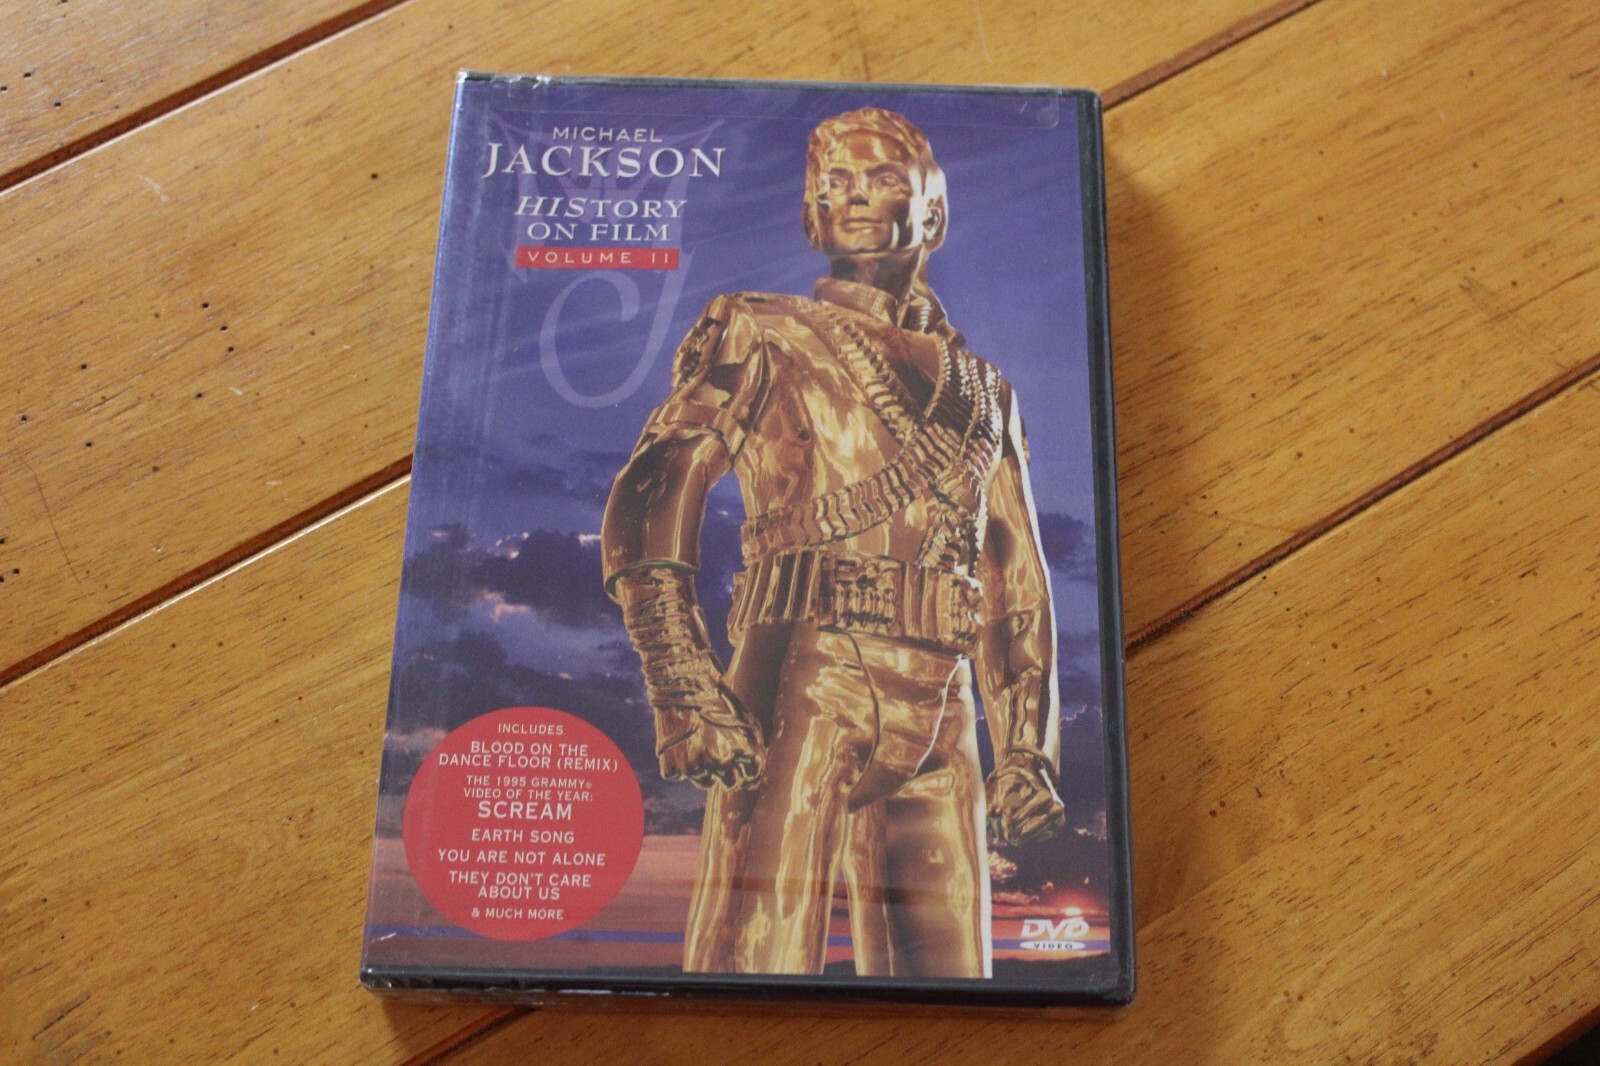 MICHAEL
JACKSON
HISTORY
ON FILM
VOLUME II
INCLUDES
BLOOD ON THE
DANCE FLOOR (REMIX)
THE 1995 GRAMMY®
VIDEO OF THE YEAR:
SCREAM
EARTH SONG
YOU ARE NOT ALONE
THEY DON'T CARE
ABOUT US
& MUCH MORE
DVD
VIDEO